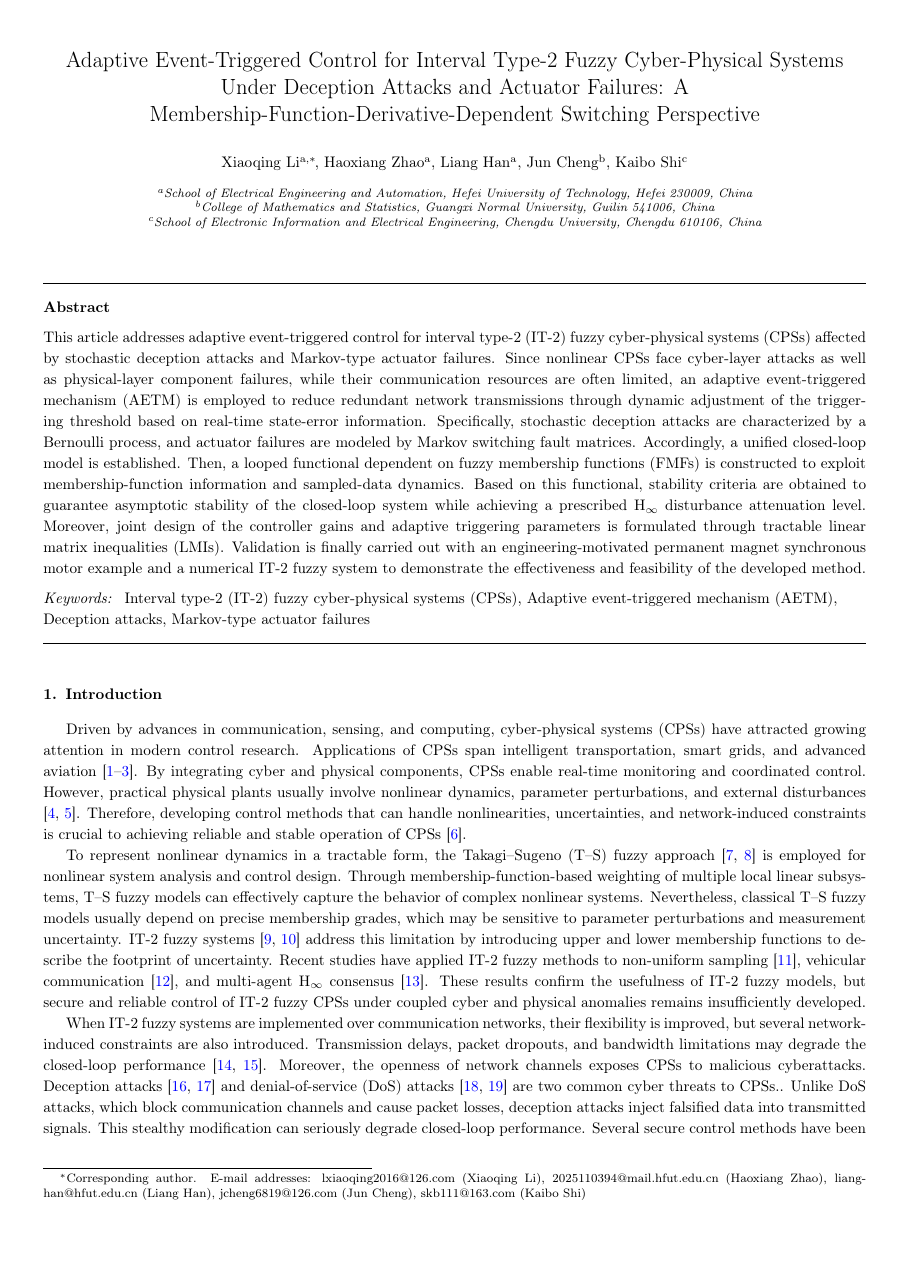 Adaptive Event-Triggered Control for Interval Type-2 Fuzzy Cyber-Physical Systems
Under Deception Attacks and Actuator Failures: A
Membership-Function-Derivative-Dependent Switching Perspective
Xiaoqing Liᵃ,*, Haoxiang Zhaoᵃ, Liang Hanᵃ, Jun Chengᵇ, Kaibo Shiᶜ
ᵃSchool of Electrical Engineering and Automation, Hefei University of Technology, Hefei 230009, China
ᵇCollege of Mathematics and Statistics, Guangxi Normal University, Guilin 541006, China
ᶜSchool of Electronic Information and Electrical Engineering, Chengdu University, Chengdu 610106, China
Abstract
This article addresses adaptive event-triggered control for interval type-2 (IT-2) fuzzy cyber-physical systems (CPSs) affected
by stochastic deception attacks and Markov-type actuator failures. Since nonlinear CPSs face cyber-layer attacks as well
as physical-layer component failures, while their communication resources are often limited, an adaptive event-triggered
mechanism (AETM) is employed to reduce redundant network transmissions through dynamic adjustment of the trigger-
ing threshold based on real-time state-error information. Specifically, stochastic deception attacks are characterized by a
Bernoulli process, and actuator failures are modeled by Markov switching fault matrices. Accordingly, a unified closed-loop
model is established. Then, a looped functional dependent on fuzzy membership functions (FMFs) is constructed to exploit
membership-function information and sampled-data dynamics. Based on this functional, stability criteria are obtained to
guarantee asymptotic stability of the closed-loop system while achieving a prescribed H∞ disturbance attenuation level.
Moreover, joint design of the controller gains and adaptive triggering parameters is formulated through tractable linear
matrix inequalities (LMIs). Validation is finally carried out with an engineering-motivated permanent magnet synchronous
motor example and a numerical IT-2 fuzzy system to demonstrate the effectiveness and feasibility of the developed method.
Keywords: Interval type-2 (IT-2) fuzzy cyber-physical systems (CPSs), Adaptive event-triggered mechanism (AETM),
Deception attacks, Markov-type actuator failures
1. Introduction
Driven by advances in communication, sensing, and computing, cyber-physical systems (CPSs) have attracted growing
attention in modern control research. Applications of CPSs span intelligent transportation, smart grids, and advanced
aviation [1–3]. By integrating cyber and physical components, CPSs enable real-time monitoring and coordinated control.
However, practical physical plants usually involve nonlinear dynamics, parameter perturbations, and external disturbances
[4, 5]. Therefore, developing control methods that can handle nonlinearities, uncertainties, and network-induced constraints
is crucial to achieving reliable and stable operation of CPSs [6].
To represent nonlinear dynamics in a tractable form, the Takagi–Sugeno (T–S) fuzzy approach [7, 8] is employed for
nonlinear system analysis and control design. Through membership-function-based weighting of multiple local linear subsys-
tems, T–S fuzzy models can effectively capture the behavior of complex nonlinear systems. Nevertheless, classical T–S fuzzy
models usually depend on precise membership grades, which may be sensitive to parameter perturbations and measurement
uncertainty. IT-2 fuzzy systems [9, 10] address this limitation by introducing upper and lower membership functions to de-
scribe the footprint of uncertainty. Recent studies have applied IT-2 fuzzy methods to non-uniform sampling [11], vehicular
communication [12], and multi-agent H∞ consensus [13]. These results confirm the usefulness of IT-2 fuzzy models, but
secure and reliable control of IT-2 fuzzy CPSs under coupled cyber and physical anomalies remains insufficiently developed.
When IT-2 fuzzy systems are implemented over communication networks, their flexibility is improved, but several network-
induced constraints are also introduced. Transmission delays, packet dropouts, and bandwidth limitations may degrade the
closed-loop performance [14, 15]. Moreover, the openness of network channels exposes CPSs to malicious cyberattacks.
Deception attacks [16, 17] and denial-of-service (DoS) attacks [18, 19] are two common cyber threats to CPSs.. Unlike DoS
attacks, which block communication channels and cause packet losses, deception attacks inject falsified data into transmitted
signals. This stealthy modification can seriously degrade closed-loop performance. Several secure control methods have been
*Corresponding author. E-mail addresses: lxiaoqing2016@126.com (Xiaoqing Li), 2025110394@mail.hfut.edu.cn (Haoxiang Zhao), liang-
han@hfut.edu.cn (Liang Han), jcheng6819@126.com (Jun Cheng), skb111@163.com (Kaibo Shi)